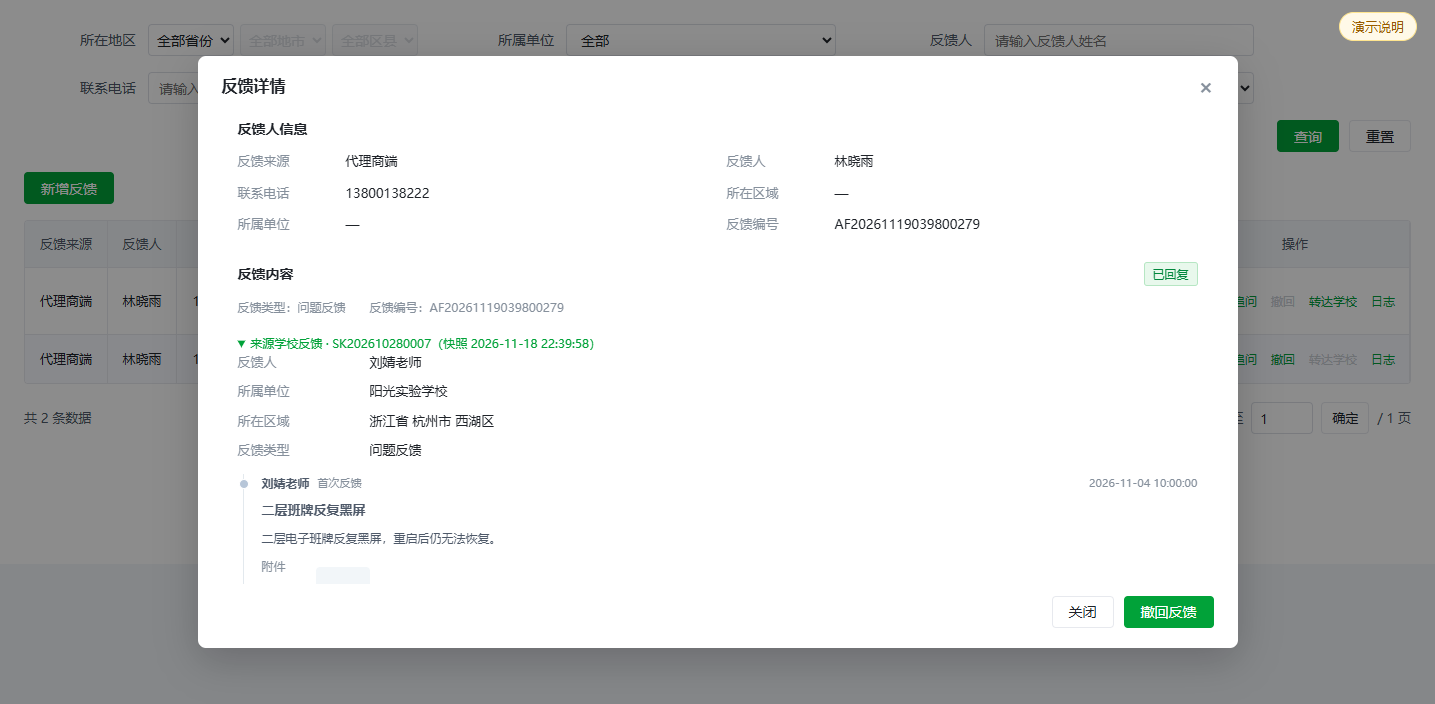 演示说明
所在地区 全部省份 全部地市 全部区县 所属单位 全部 反馈人 请输入反馈人姓名
联系电话 请输入
查询 重置
新增反馈
反馈来源 反馈人 操作
代理商端 林晓雨 1 追问 撤回 转达学校 日志
代理商端 林晓雨 1 追问 撤回 转达学校 日志
共 2 条数据 至 1 确定 / 1 页
反馈详情 ×
反馈人信息
反馈来源 代理商端 反馈人 林晓雨
联系电话 13800138222 所在区域 —
所属单位 — 反馈编号 AF20261119039800279
反馈内容 已回复
反馈类型：问题反馈 反馈编号：AF20261119039800279
▼ 来源学校反馈 · SK202610280007（快照 2026-11-18 22:39:58）
反馈人 刘婧老师
所属单位 阳光实验学校
所在区域 浙江省 杭州市 西湖区
反馈类型 问题反馈
刘婧老师 首次反馈 2026-11-04 10:00:00
二层班牌反复黑屏
二层电子班牌反复黑屏，重启后仍无法恢复。
附件
关闭 撤回反馈